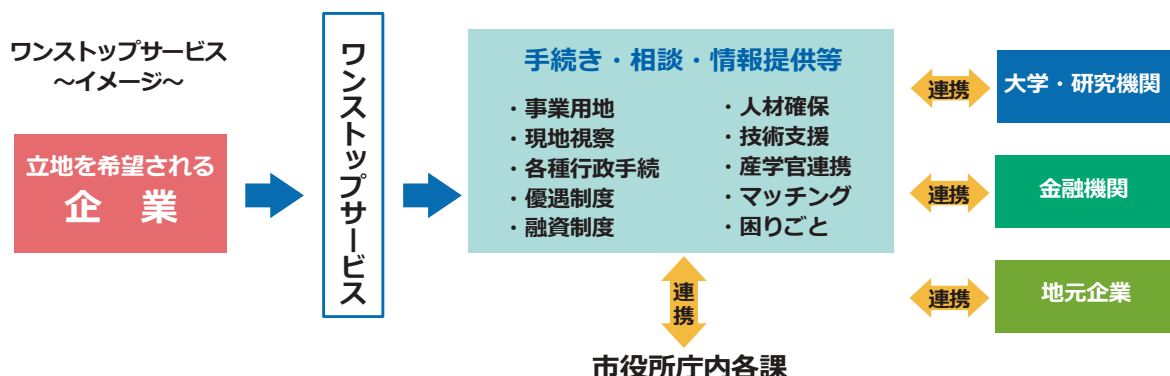 ワンストップサービス
～イメージ～
立地を希望される
企　業
ワンストップサービス
手続き・相談・情報提供等
・事業用地
・現地視察
・各種行政手続
・優遇制度
・融資制度
・人材確保
・技術支援
・産学官連携
・マッチング
・困りごと
連携
大学・研究機関
連携
金融機関
連携
地元企業
連携
市役所庁内各課